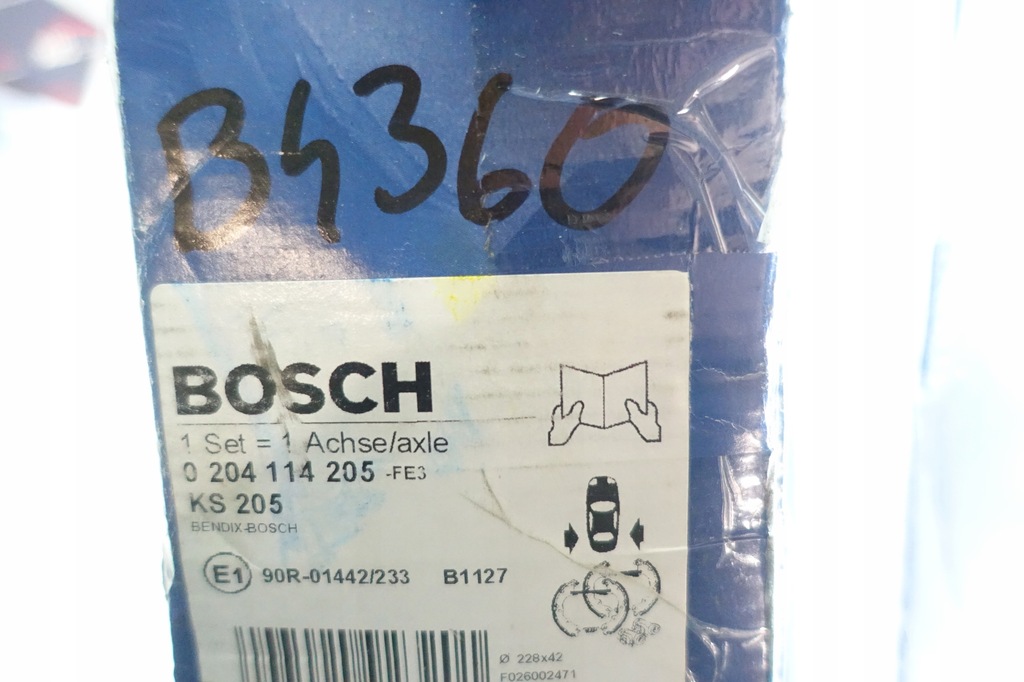 B4360
BOSCH
1 Set = 1 Achse/axle
0 204 114 205 -FE3
KS 205
BENDIX-BOSCH
E1 90R-01442/233 B1127
Ø 228x42
F026002471